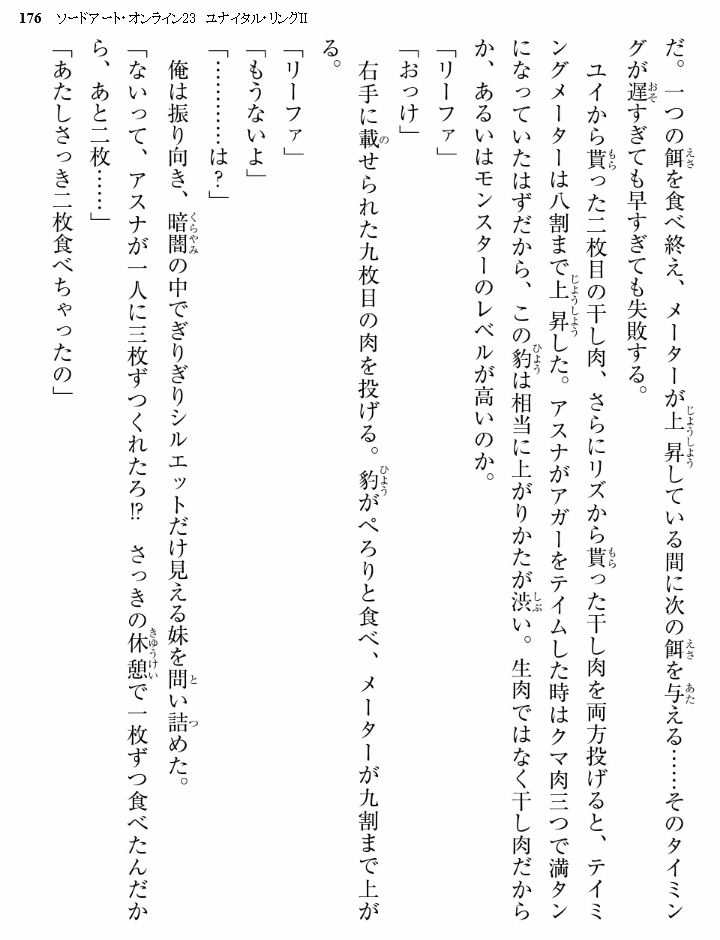 176 ソードアート・オンライン23 ユナイタル・リングⅡ
だ。一つの餌を食べ終え、メーターが上昇している間に次の餌を与える……そのタイミン
グが遅すぎても早すぎても失敗する。
ユイから貰った二枚目の干し肉、さらにリズから貰った干し肉を両方投げると、テイミ
ングメーターは八割まで上昇した。アスナがアガーをテイムした時はクマ肉三つで満タン
になっていたはずだから、この豹は相当に上がりかたが渋い。生肉ではなく干し肉だから
か、あるいはモンスターのレベルが高いのか。
「リーファ」
「おっけ」
右手に載せられた九枚目の肉を投げる。豹がぺろりと食べ、メーターが九割まで上が
る。
「リーファ」
「もうないよ」
「…………は？」
俺は振り向き、暗闇の中でぎりぎりシルエットだけ見える妹を問い詰めた。
「ないって、アスナが一人に三枚ずつくれたろ!? さっきの休憩で一枚ずつ食べたんだか
ら、あと二枚……」
「あたしさっき二枚食べちゃったの」